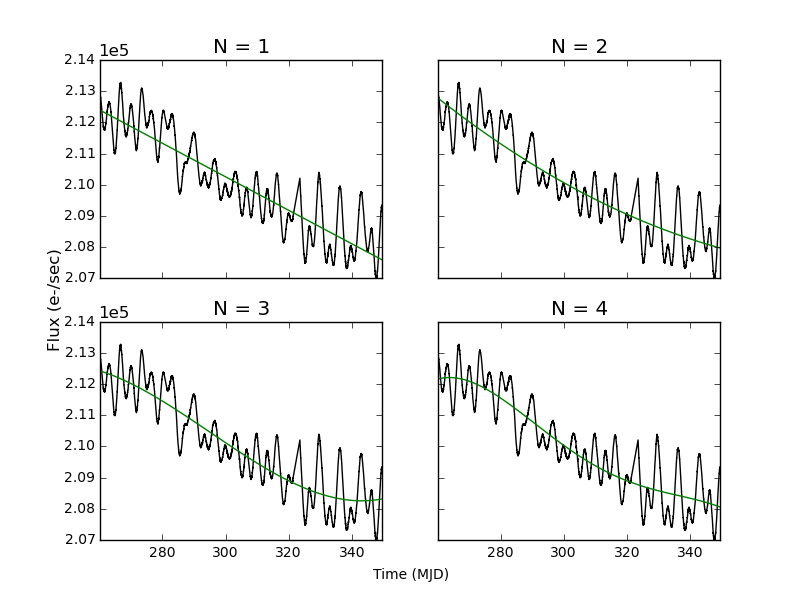 N = 1
N = 2
1e5
2.14
2.13
2.12
2.11
2.10
2.09
2.08
2.07
Flux (e-/sec)
N = 3
N = 4
1e5
2.14
2.13
2.12
2.11
2.10
2.09
2.08
2.07
280 300 320 340
280 300 320 340
Time (MJD)